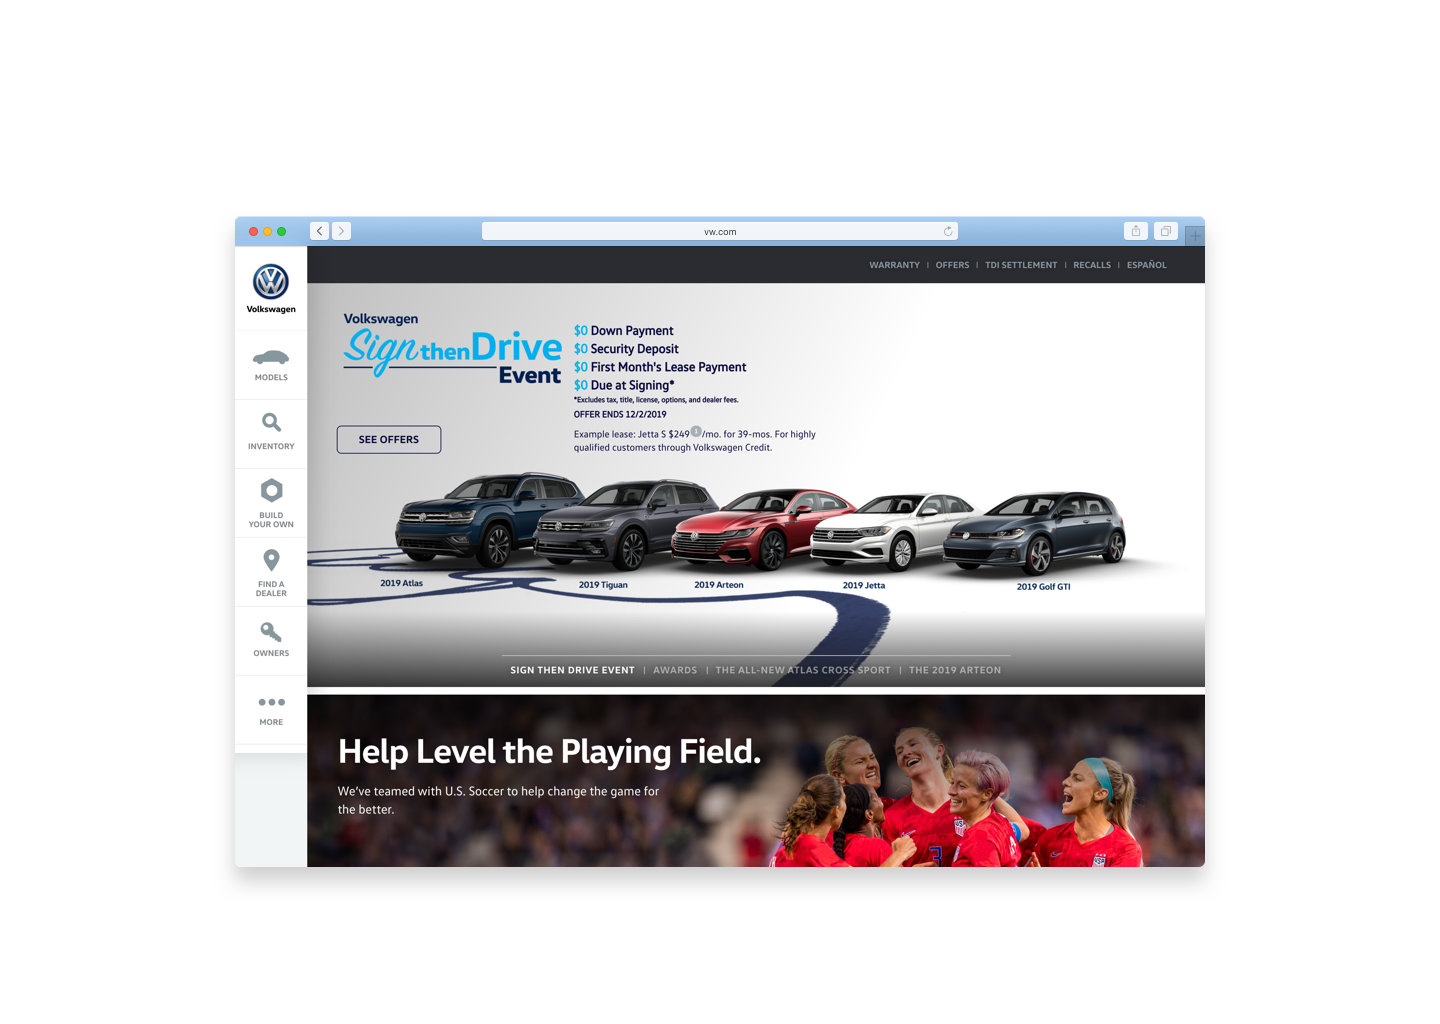 vw.com
Volkswagen
WARRANTY | OFFERS | TDI SETTLEMENT | RECALLS | ESPAÑOL
MODELS
INVENTORY
BUILD
YOUR OWN
FIND A
DEALER
OWNERS
MORE
Volkswagen
Sign then Drive
Event
SEE OFFERS
$0 Down Payment
$0 Security Deposit
$0 First Month's Lease Payment
$0 Due at Signing*
*Excludes tax, title, license, options, and dealer fees.
OFFER ENDS 12/2/2019
Example lease: Jetta S $249 1 /mo. for 39-mos. For highly
qualified customers through Volkswagen Credit.
2019 Atlas
2019 Tiguan
2019 Arteon
2019 Jetta
2019 Golf GTI
SIGN THEN DRIVE EVENT | AWARDS | THE ALL-NEW ATLAS CROSS SPORT | THE 2019 ARTEON
Help Level the Playing Field.
We've teamed with U.S. Soccer to help change the game for
the better.
3